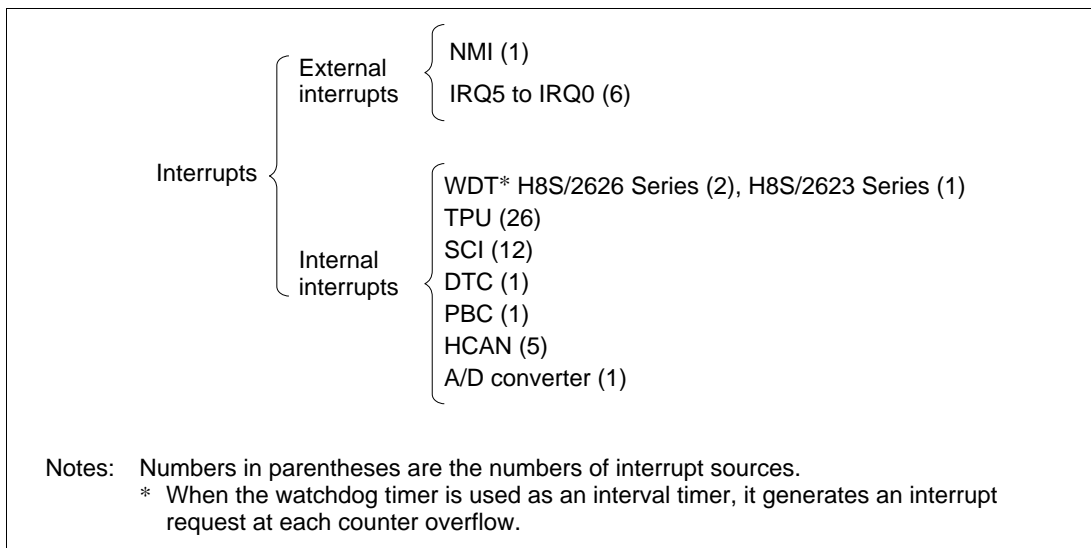 Interrupts
External
interrupts
NMI (1)
IRQ5 to IRQ0 (6)
Internal
interrupts
WDT* H8S/2626 Series (2), H8S/2623 Series (1)
TPU (26)
SCI (12)
DTC (1)
PBC (1)
HCAN (5)
A/D converter (1)
Notes: Numbers in parentheses are the numbers of interrupt sources.
* When the watchdog timer is used as an interval timer, it generates an interrupt
request at each counter overflow.